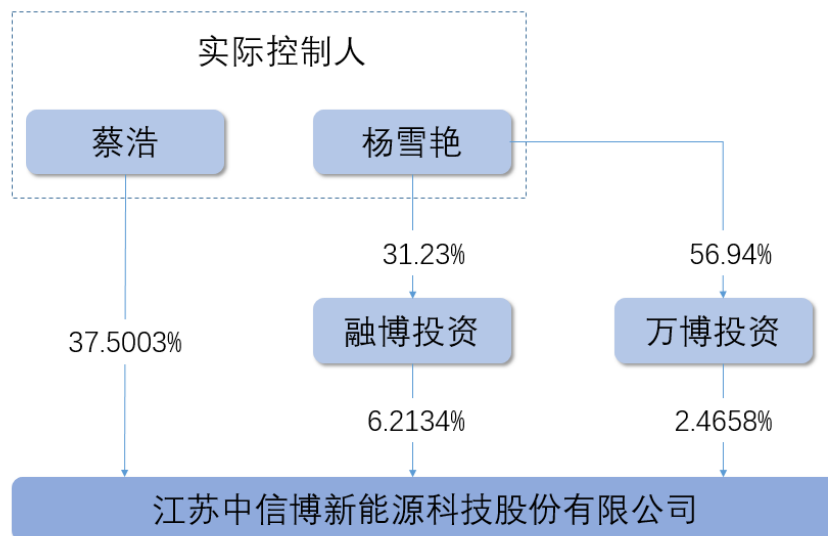 实际控制人
蔡浩
杨雪艳
31.23%
56.94%
融博投资
万博投资
37.5003%
6.2134%
2.4658%
江苏中信博新能源科技股份有限公司